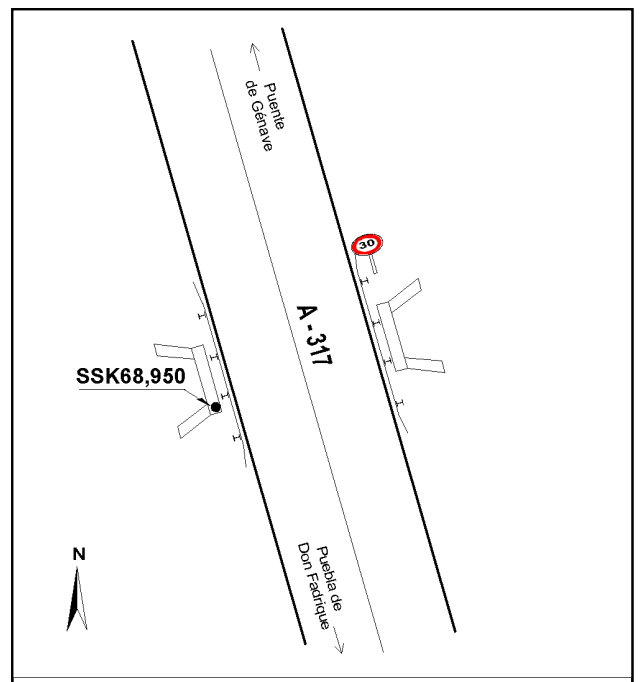 Puente
de Génave
30
A - 317
SSK68,950
N
Puebla de
Don Fadrique